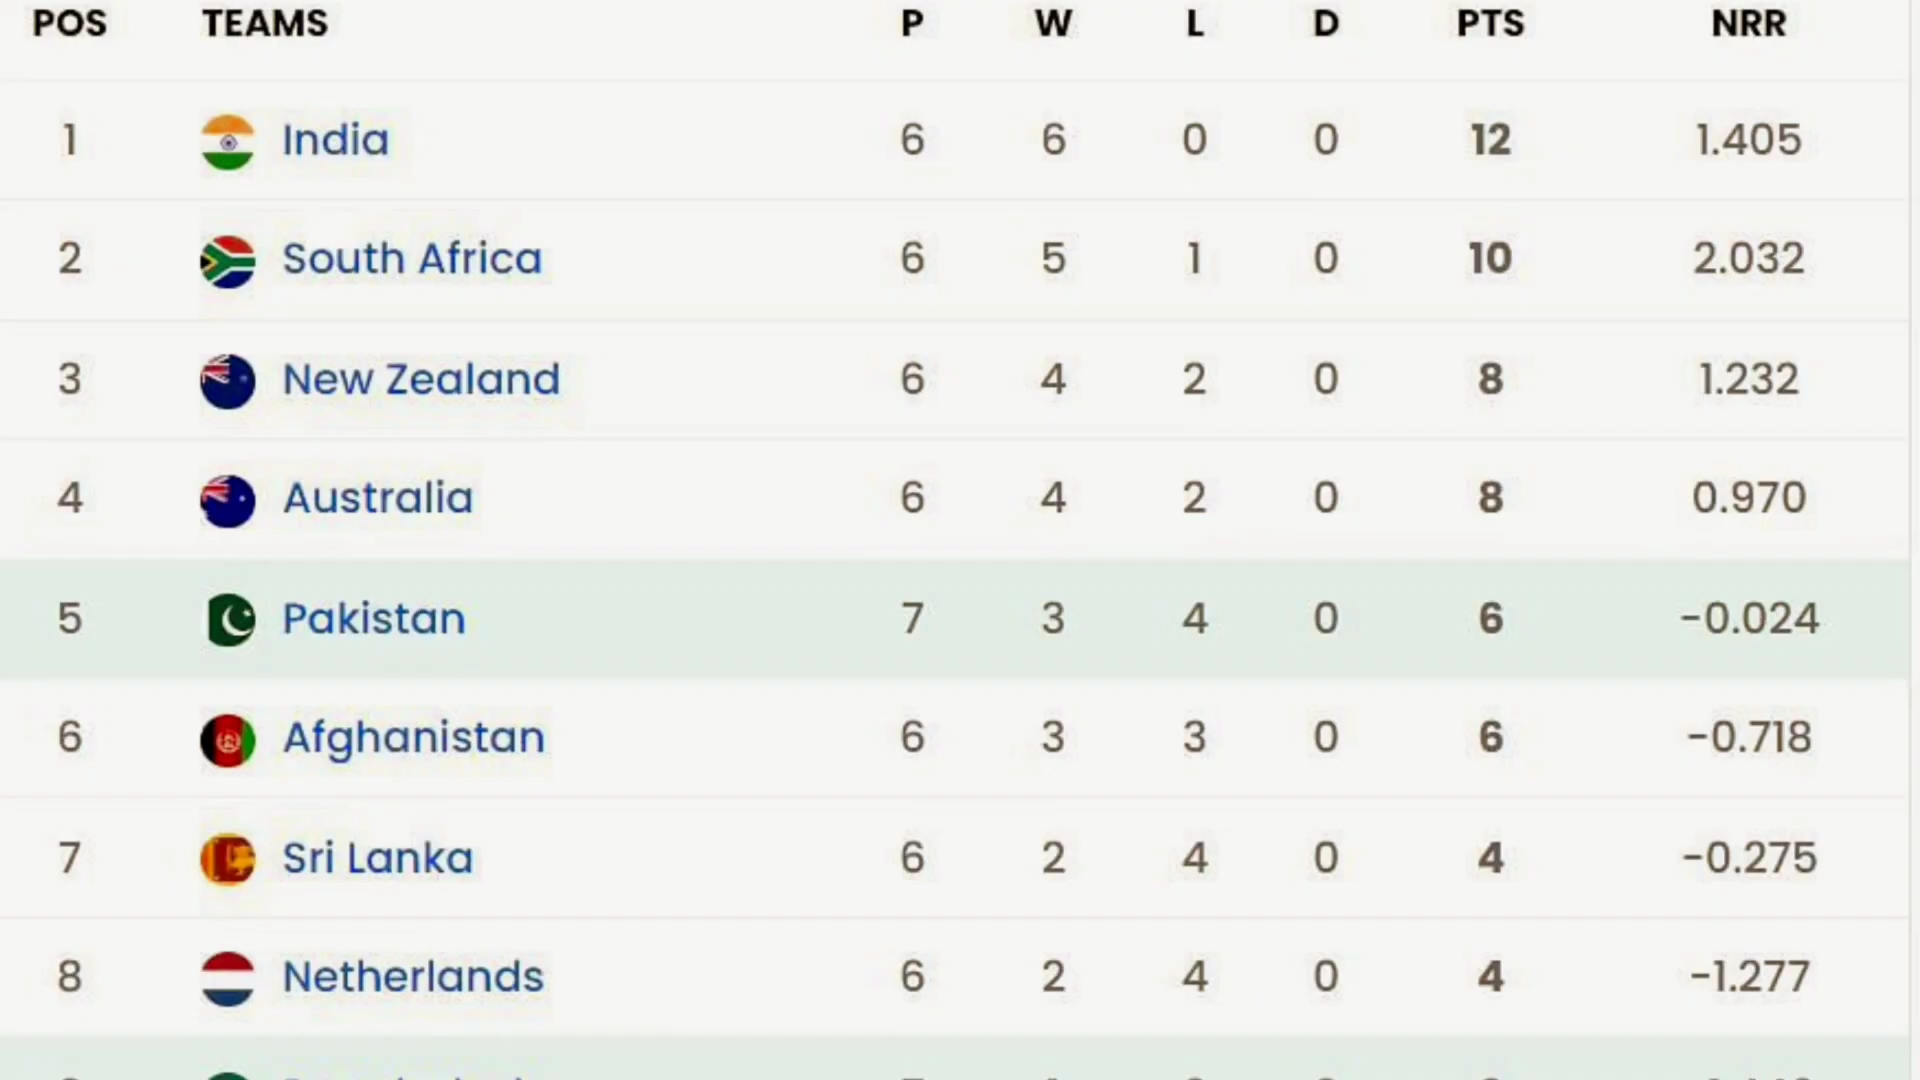 POS TEAMS P W L D PTS NRR
1 India 6 6 0 0 12 1.405
2 South Africa 6 5 1 0 10 2.032
3 New Zealand 6 4 2 0 8 1.232
4 Australia 6 4 2 0 8 0.970
5 Pakistan 7 3 4 0 6 -0.024
6 Afghanistan 6 3 3 0 6 -0.718
7 Sri Lanka 6 2 4 0 4 -0.275
8 Netherlands 6 2 4 0 4 -1.277